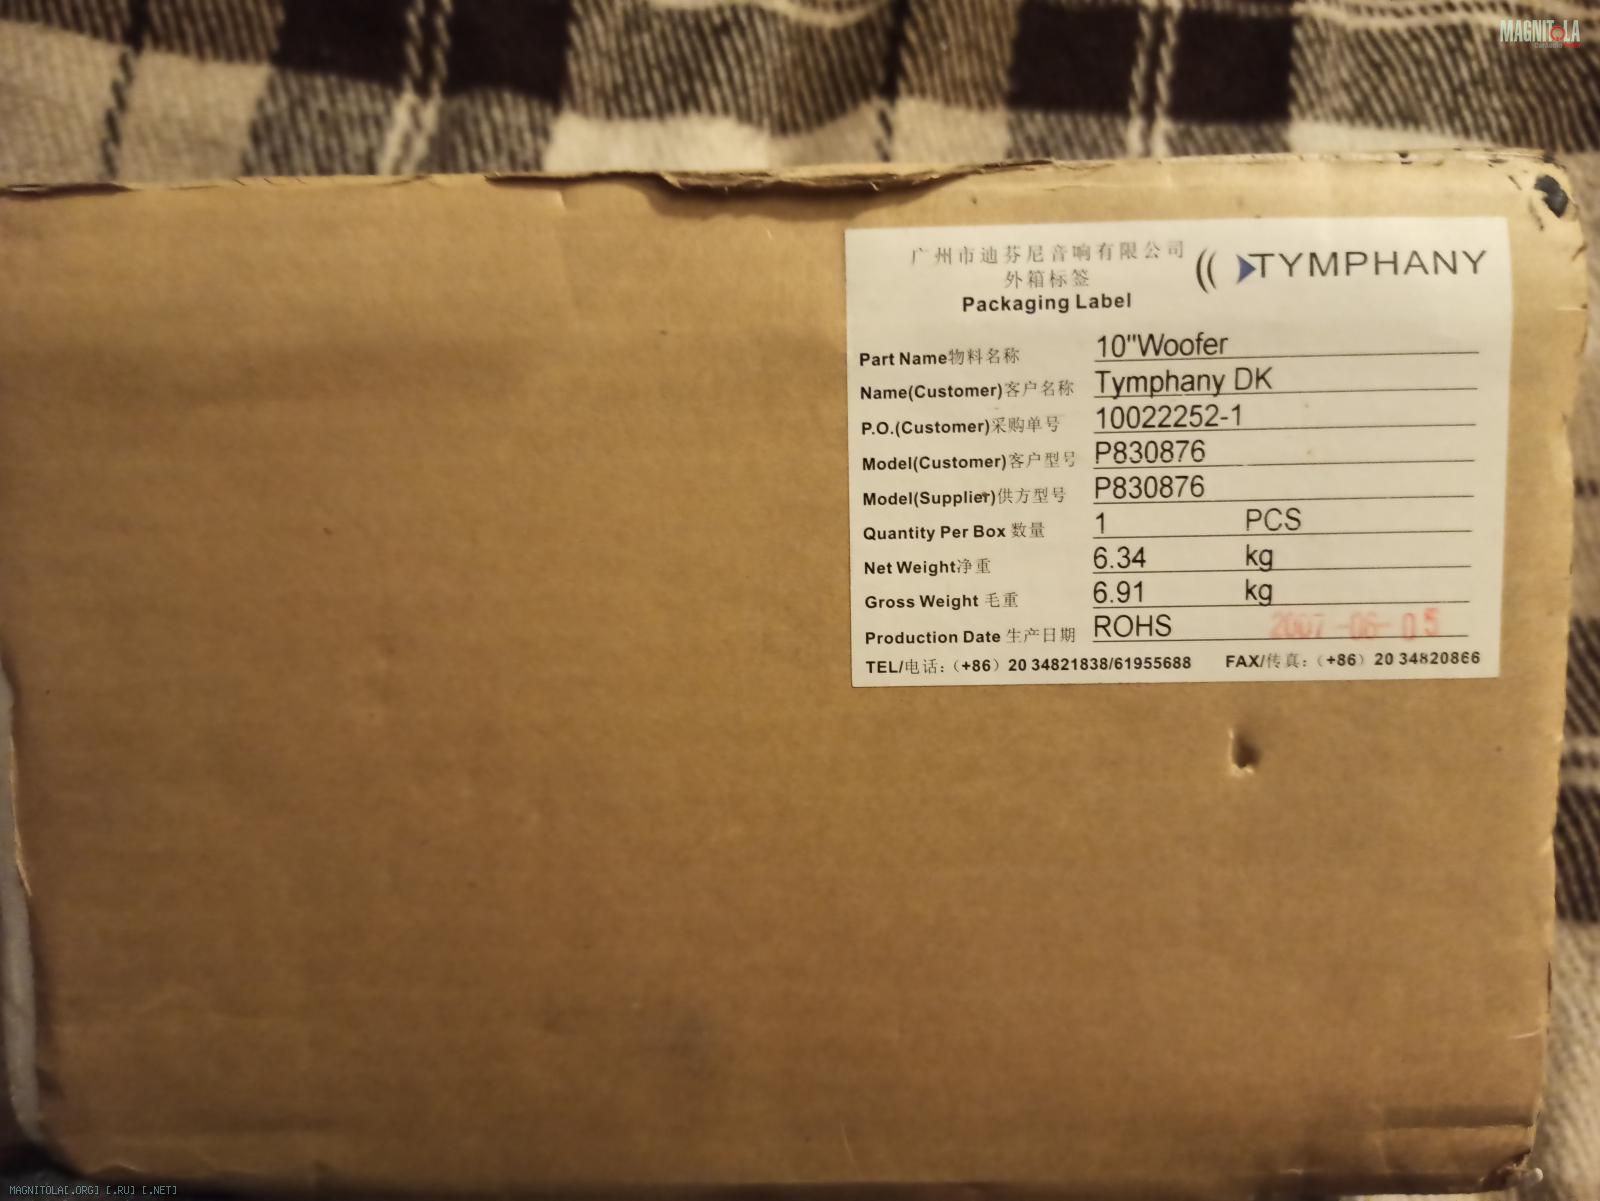 MAGNITOLA
广州市迪芬尼音响有限公司
TYMPHANY
外箱标签
Packaging Label
Part Name物料名称 10"Woofer
Name(Customer)客户名称 Tymphany DK
P.O.(Customer)采购单号 10022252-1
Model(Customer)客户型号 P830876
Model(Supplier)供方型号 P830876
Quantity Per Box 数量 1 PCS
Net Weight净重 6.34 kg
Gross Weight 毛重 6.91 kg
Production Date 生产日期 ROHS 2007-06-05
TEL/电话:（+86）20 34821838/61955688 FAX/传真:（+86）20 34820866
MAGNITOLA[.ORG] [.RU] [.NET]